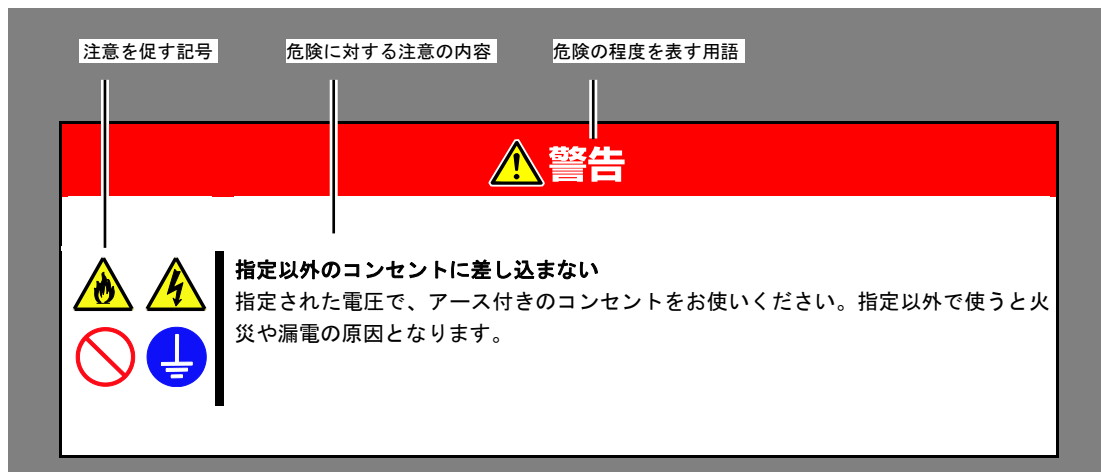 注意を促す記号
危険に対する注意の内容
危険の程度を表す用語
警告
指定以外のコンセントに差し込まない
指定された電圧で、アース付きのコンセントをお使いください。指定以外で使うと火
災や漏電の原因となります。